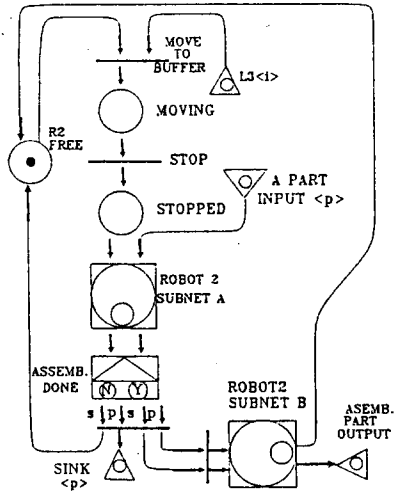 MOVE
TO
BUFFER
L3<i>
MOVING
R2
FREE
STOP
A PART
INPUT <p>
STOPPED
ROBOT 2
SUBNET A
ASSEMB.
DONE
N Y
s p s p
ROBOT2
SUBNET B
ASEMB.
PART
OUTPUT
SINK
<p>